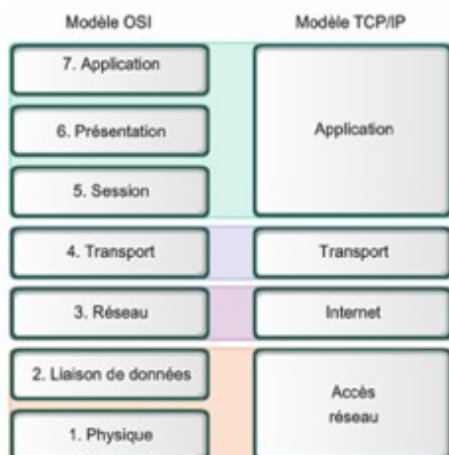 Modèle OSI
Modèle TCP/IP
7. Application
6. Présentation
5. Session
4. Transport
3. Réseau
2. Liaison de données
1. Physique
Application
Transport
Internet
Accès
réseau